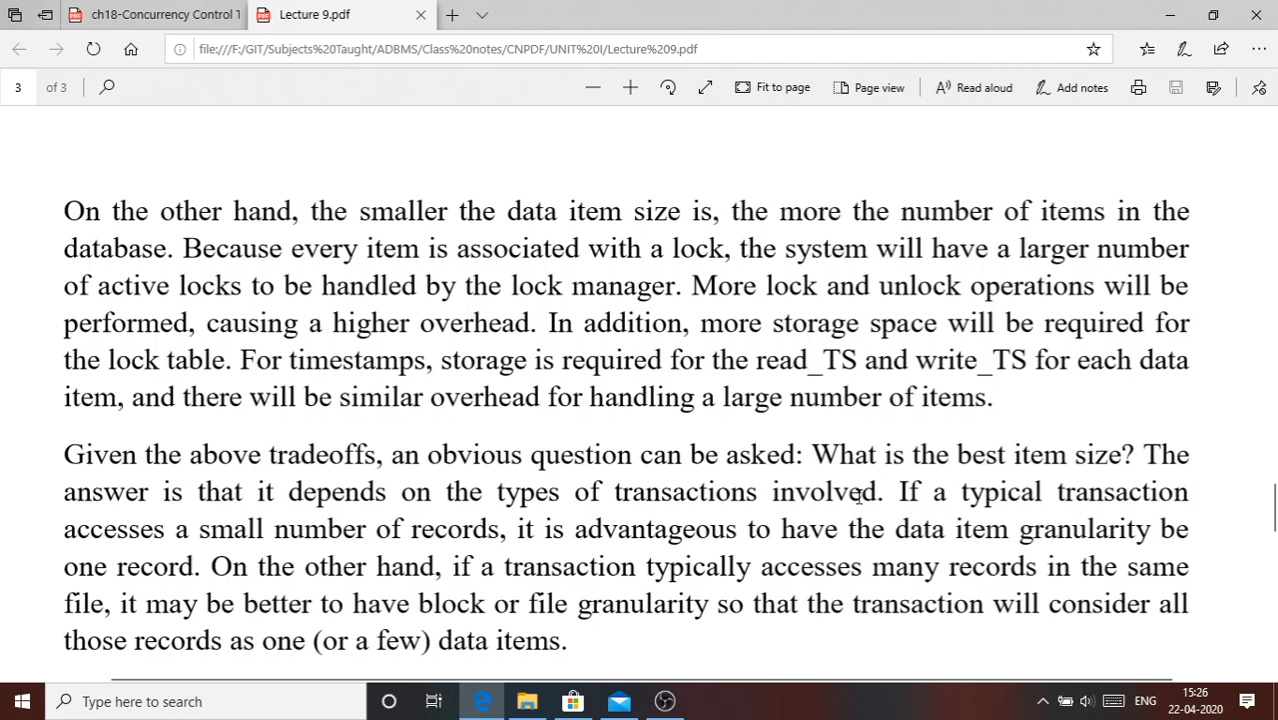 ch18-Concurrency Control T
Lecture 9.pdf
file:///F:/GIT/Subjects%20Taught/ADBMS/Class%20notes/CNPDF/UNIT%20I/Lecture%209.pdf
3 of 3
Fit to page
Page view
Read aloud
Add notes
On the other hand, the smaller the data item size is, the more the number of items in the
database. Because every item is associated with a lock, the system will have a larger number
of active locks to be handled by the lock manager. More lock and unlock operations will be
performed, causing a higher overhead. In addition, more storage space will be required for
the lock table. For timestamps, storage is required for the read_TS and write_TS for each data
item, and there will be similar overhead for handling a large number of items.
Given the above tradeoffs, an obvious question can be asked: What is the best item size? The
answer is that it depends on the types of transactions involved. If a typical transaction
accesses a small number of records, it is advantageous to have the data item granularity be
one record. On the other hand, if a transaction typically accesses many records in the same
file, it may be better to have block or file granularity so that the transaction will consider all
those records as one (or a few) data items.
Type here to search
ENG
15:26
22-04-2020